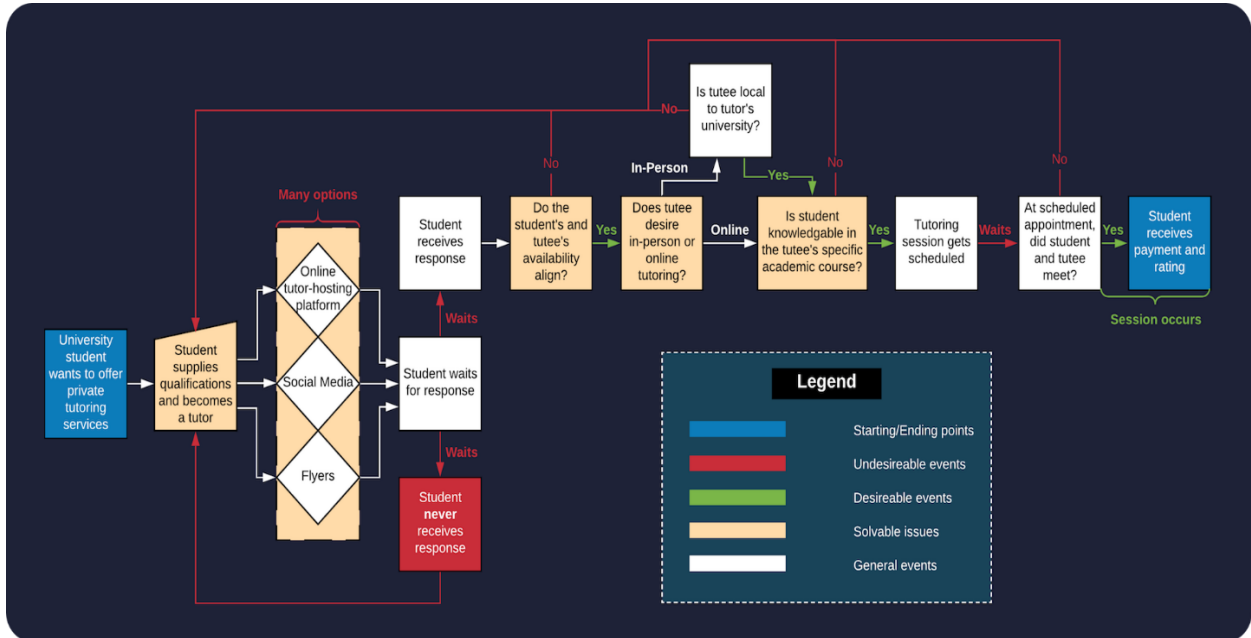 University
student
wants to offer
private
tutoring
services
Student
supplies
qualifications
and becomes
a tutor
Many options
Online
tutor-hosting
platform
Social Media
Flyers
Student waits
for response
Waits
Student
receives
response
Waits
Student
never
receives
response
Do the
student's and
tutee's
availability
align?
No
Yes
Does tutee
desire
in-person or
online
tutoring?
In-Person
Is tutee local
to tutor's
university?
No
Yes
Online
Is student
knowledgable in
the tutee's specific
academic course?
No
Yes
Tutoring
session gets
scheduled
Waits
At scheduled
appointment,
did student
and tutee
meet?
No
Yes
Student
receives
payment and
rating
Session occurs
Legend
Starting/Ending points
Undesireable events
Desireable events
Solvable issues
General events